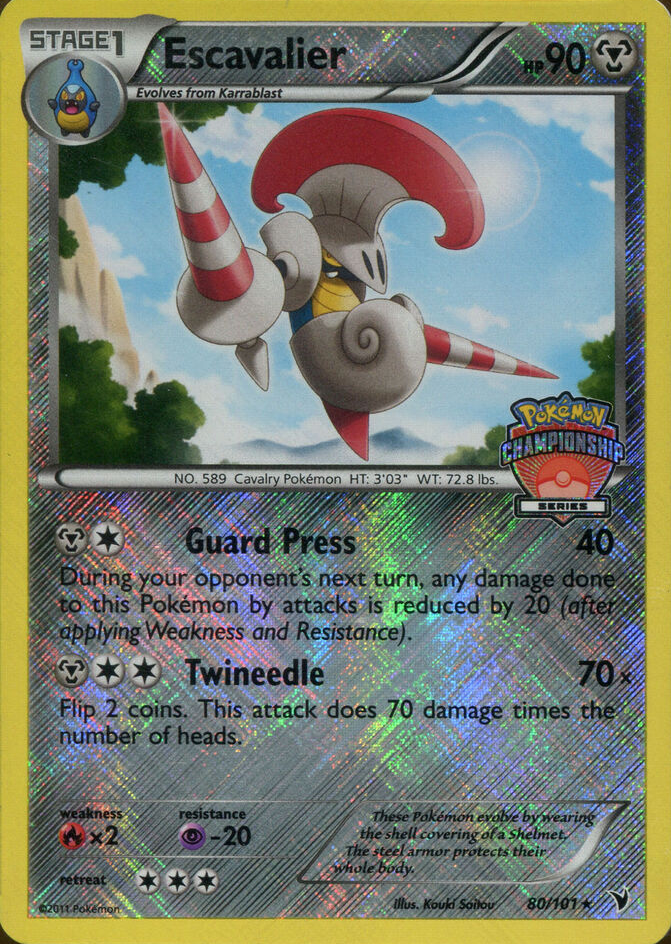 STAGE1
Escavalier
HP 90
Evolves from Karrablast
NO. 589 Cavalry Pokémon HT: 3'03" WT: 72.8 lbs.
Pokémon
CHAMPIONSHIP
SERIES
Guard Press 40
During your opponent's next turn, any damage done
to this Pokémon by attacks is reduced by 20 (after
applying Weakness and Resistance).
Twineedle 70×
Flip 2 coins. This attack does 70 damage times the
number of heads.
weakness resistance
×2 -20
retreat
These Pokémon evolve by wearing
the shell covering of a Shelmet.
The steel armor protects their
whole body.
©2011 Pokémon
Illus. Kouki Saitou
80/101★